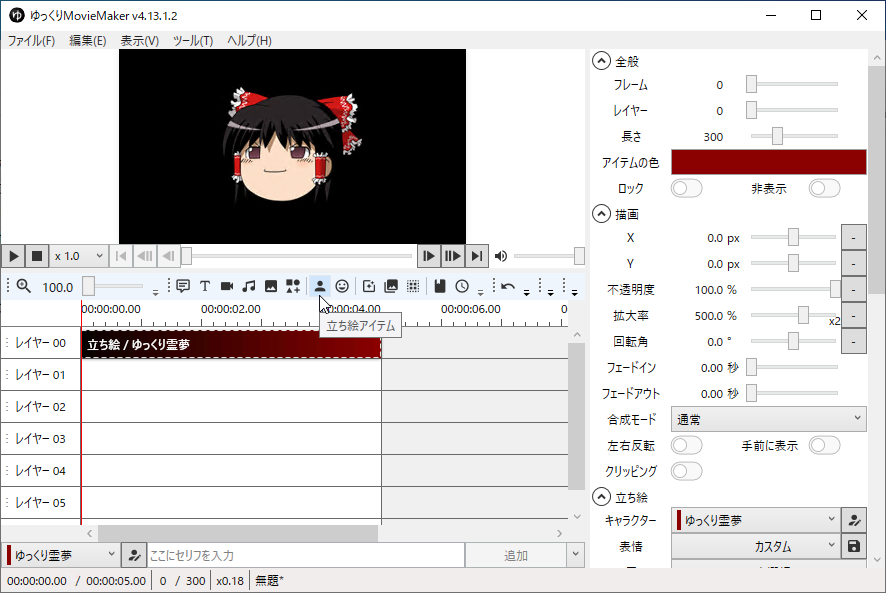 ゆっくりMovieMaker v4.13.1.2
ファイル(F) 編集(E) 表示(V) ツール(T) ヘルプ(H)
x 1.0
100.0
00:00:00.00 00:00:02.00 00:00:04.00 00:00:06.00
立ち絵アイテム
レイヤー 00 立ち絵 / ゆっくり霊夢
レイヤー 01
レイヤー 02
レイヤー 03
レイヤー 04
レイヤー 05
ゆっくり霊夢 ここにセリフを入力 追加
00:00:00.00 / 00:00:05.00 0 / 300 x0.18 無題*
全般
フレーム 0
レイヤー 0
長さ 300
アイテムの色
ロック 非表示
描画
X 0.0 px -
Y 0.0 px -
不透明度 100.0 % -
拡大率 500.0 % x2 -
回転角 0.0 ° -
フェードイン 0.00 秒
フェードアウト 0.00 秒
合成モード 通常
左右反転 手前に表示
クリッピング
立ち絵
キャラクター ゆっくり霊夢
表情 カスタム